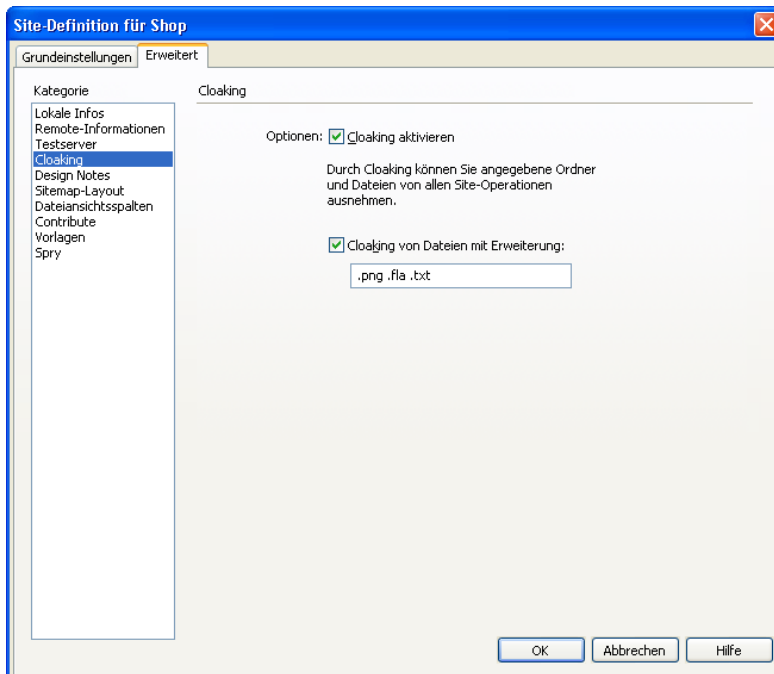 Site-Definition für Shop
Grundeinstellungen
Erweitert
Kategorie
Lokale Infos
Remote-Informationen
Testserver
Cloaking
Design Notes
Sitemap-Layout
Dateiansichtsspalten
Contribute
Vorlagen
Spry
Cloaking
Optionen: Cloaking aktivieren
Durch Cloaking können Sie angegebene Ordner
und Dateien von allen Site-Operationen
ausnehmen.
Cloaking von Dateien mit Erweiterung:
.png .fla .txt
OK
Abbrechen
Hilfe